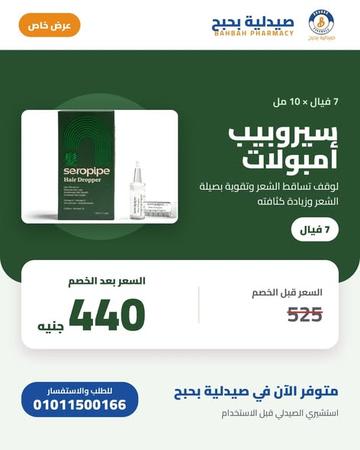 صيدلية بحبح
BAHBAH PHARMACY
عرض خاص
7 فيال × 10 مل
سيروبيب
أمبولات
لوقف تساقط الشعر وتقوية بصيلة
الشعر وزيادة كثافته
7 فيال
seropipe
Hair Dropper
السعر قبل الخصم
525
السعر بعد الخصم
440 جنيه
متوفر الآن في صيدلية بحبح
استشيري الصيدلي قبل الاستخدام
للطلب والاستفسار
01011500166